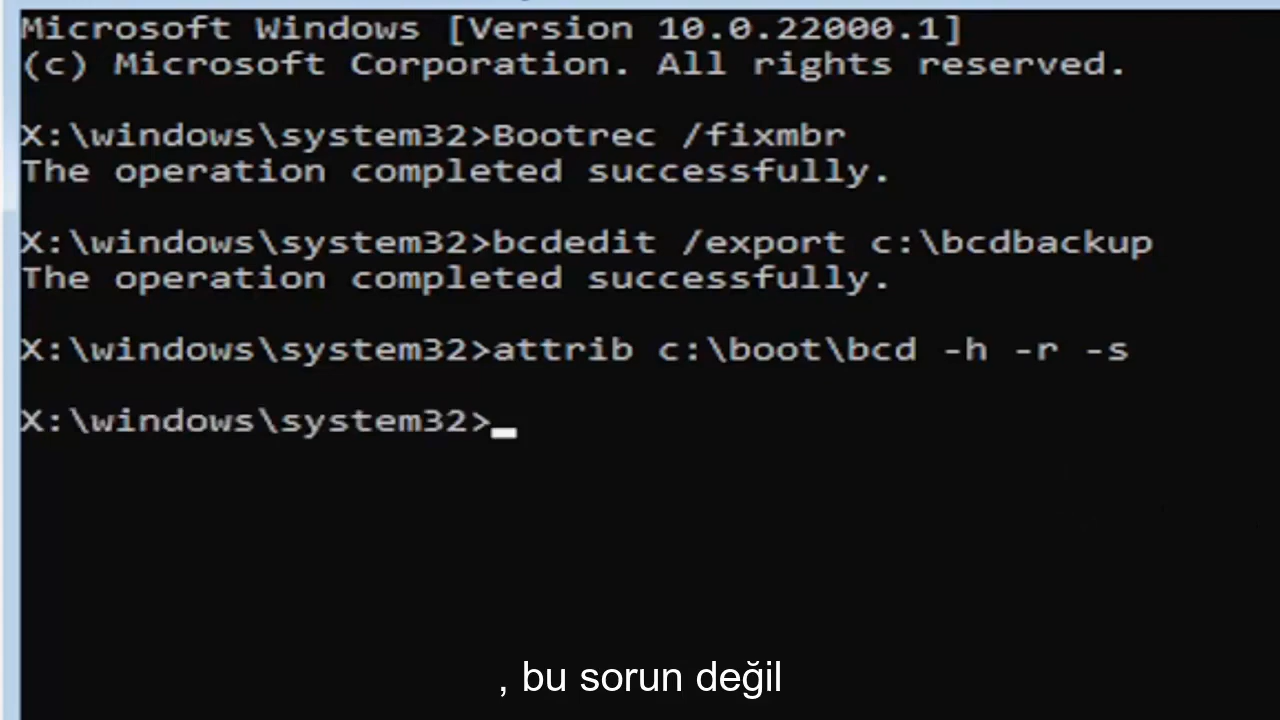 Microsoft Windows [Version 10.0.22000.1]
(c) Microsoft Corporation. All rights reserved.
X:\windows\system32>Bootrec /fixmbr
The operation completed successfully.
X:\windows\system32>bcdedit /export c:\bcdbackup
The operation completed successfully.
X:\windows\system32>attrib c:\boot\bcd -h -r -s
X:\windows\system32>
, bu sorun değil